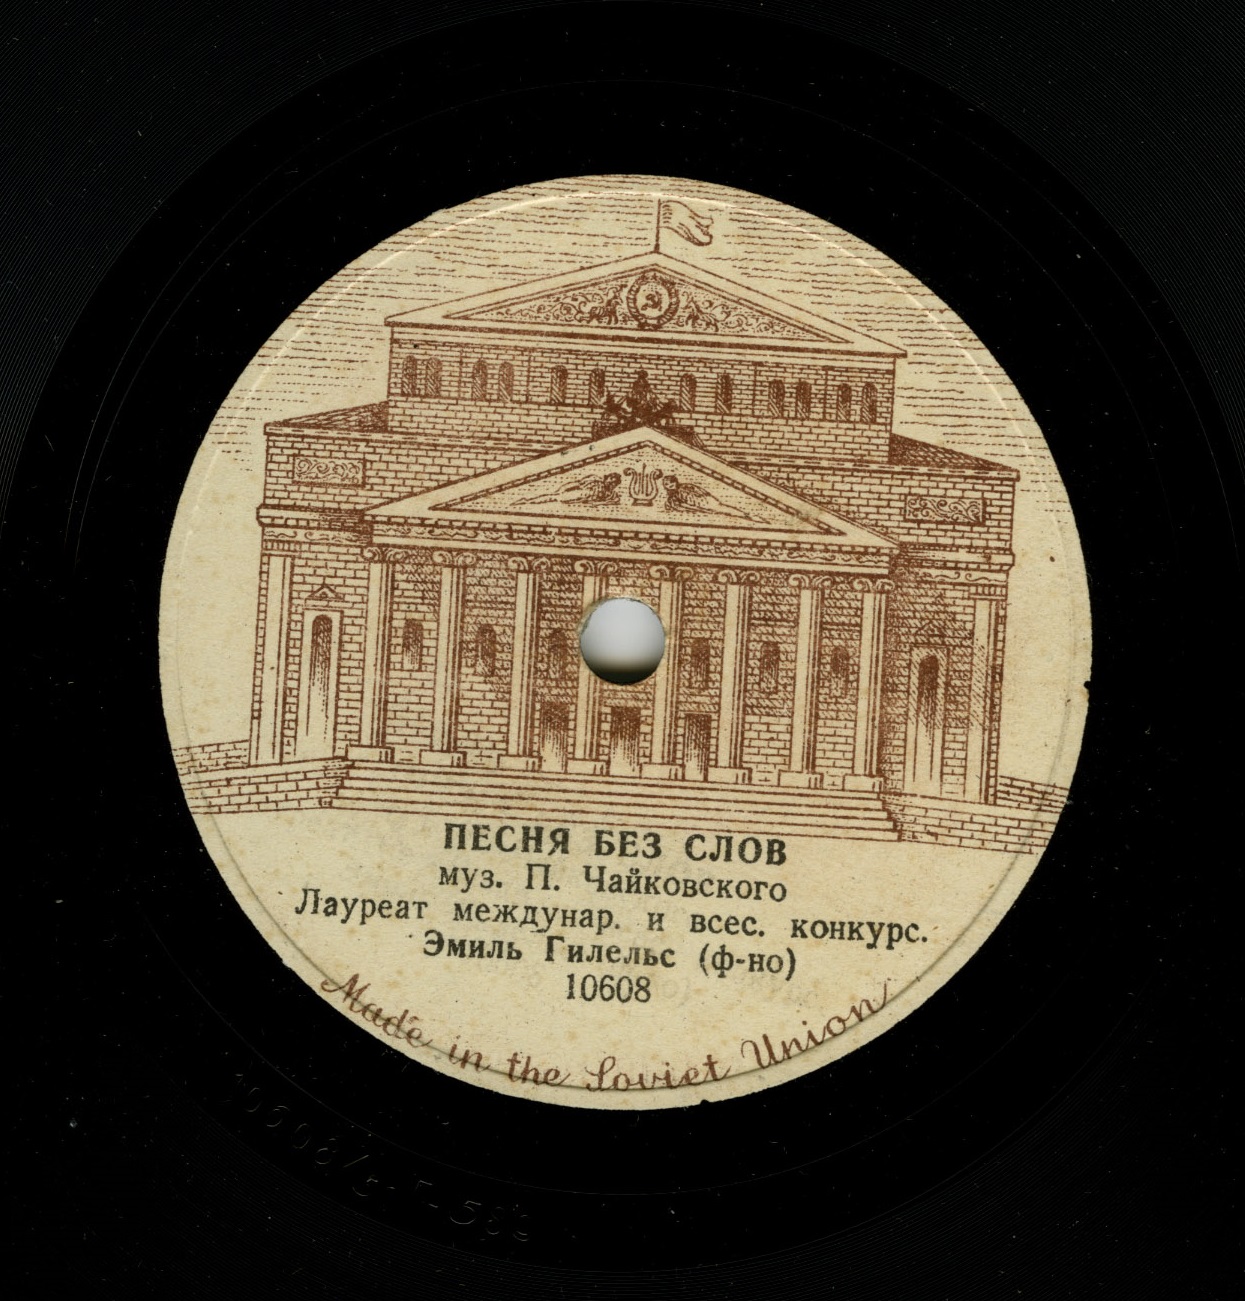 ПЕСНЯ БЕЗ СЛОВ
муз. П. Чайковского
Лауреат междунар. и всес. конкурс.
Эмиль Гилельс (ф-но)
10608
Made in the Soviet Union